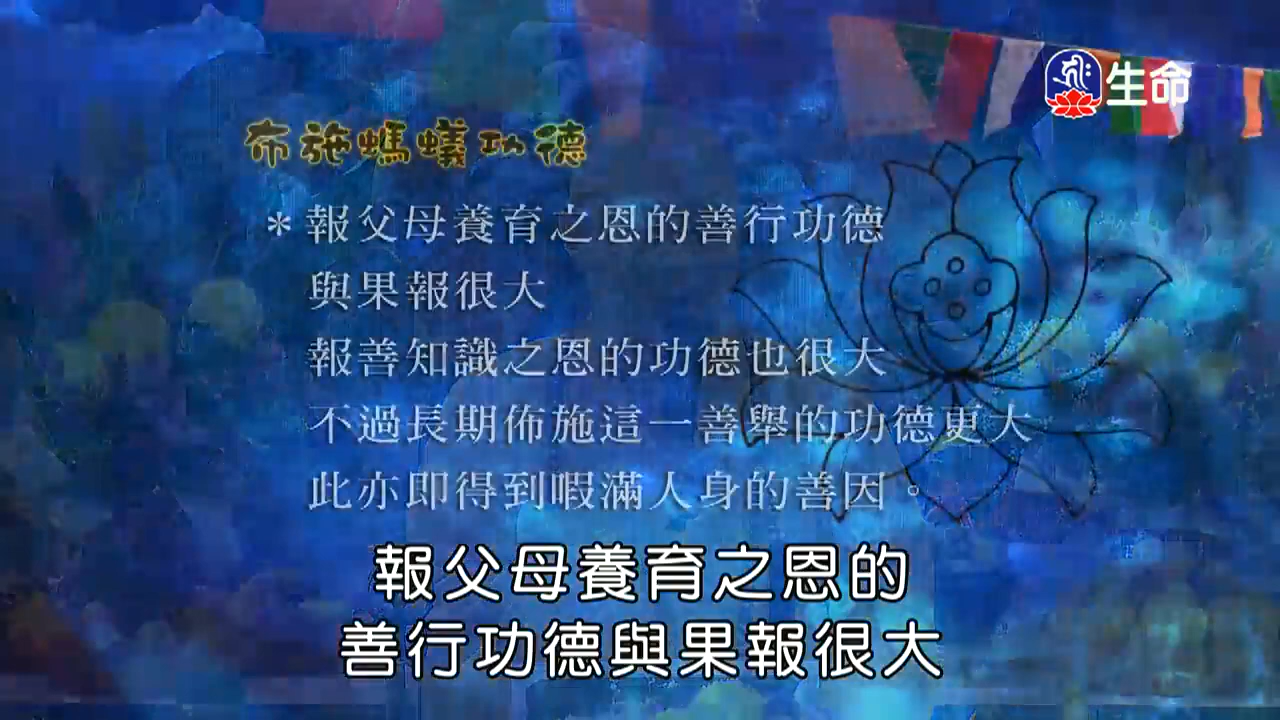 生命
布施螞蟻功德
*報父母養育之恩的善行功德
與果報很大
報善知識之恩的功德也很大
不過長期佈施這一善舉的功德更大
此亦即得到暇滿人身的善因。
報父母養育之恩的
善行功德與果報很大